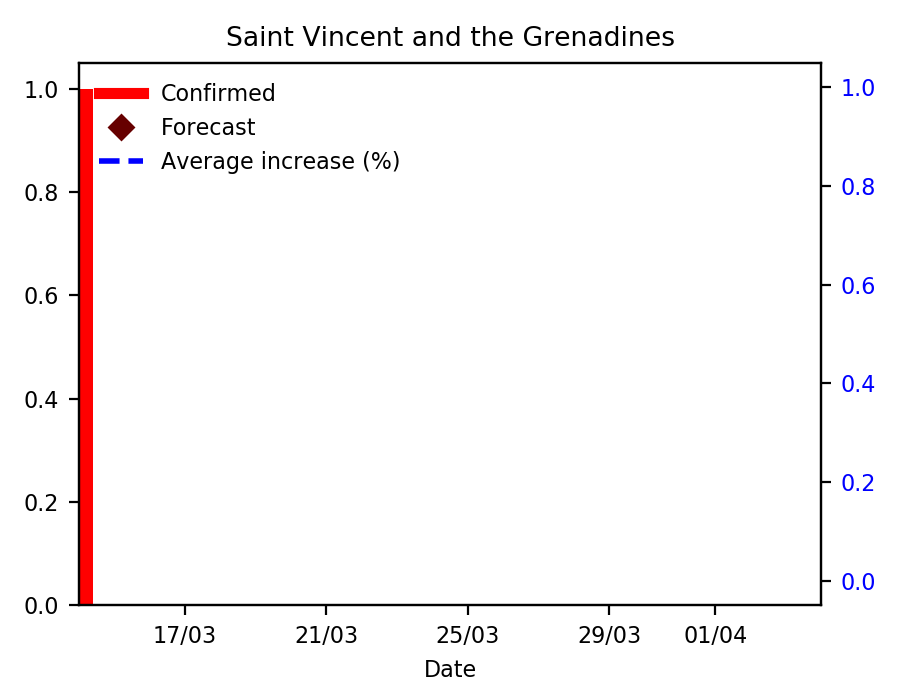 Saint Vincent and the Grenadines
1.0
0.8
0.6
0.4
0.2
0.0
Confirmed
Forecast
Average increase (%)
1.0
0.8
0.6
0.4
0.2
0.0
17/03 21/03 25/03 29/03 01/04
Date